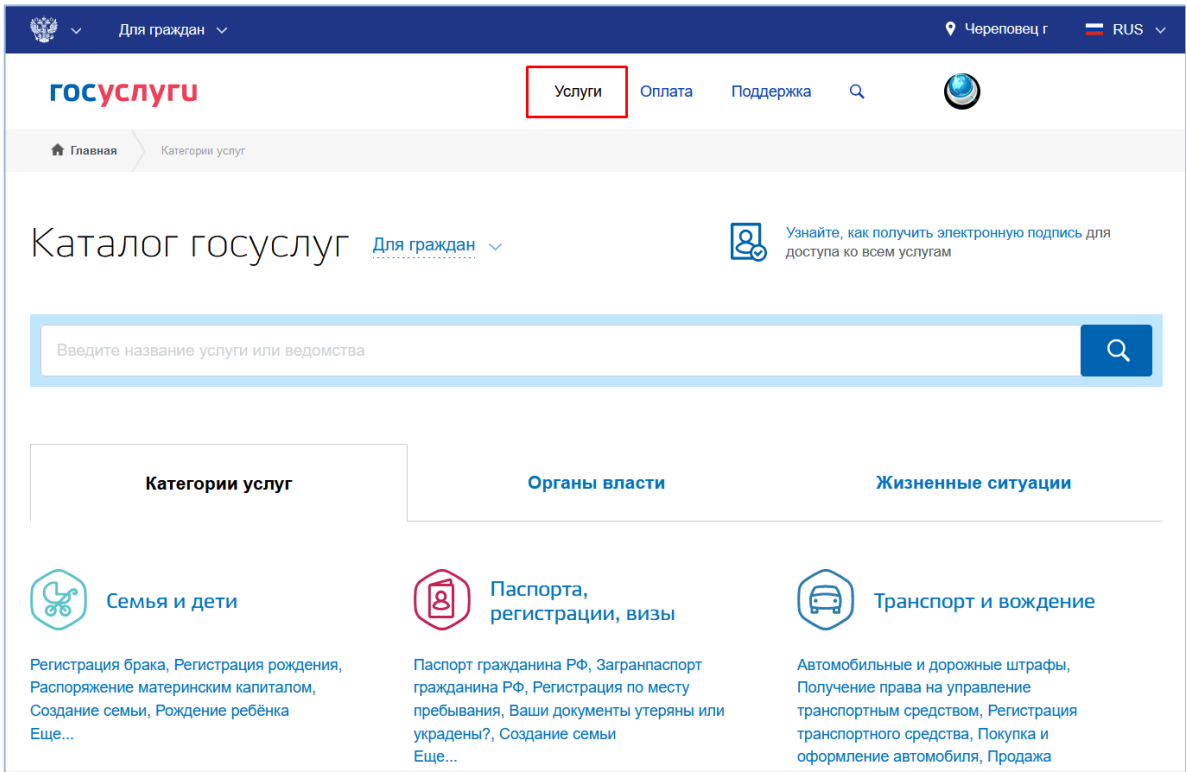 Для граждан
Череповец г
RUS
госуслуги
Услуги
Оплата
Поддержка
Главная
Категории услуг
Каталог госуслуг
Для граждан
Узнайте, как получить электронную подпись для
доступа ко всем услугам
Введите название услуги или ведомства
Категории услуг
Органы власти
Жизненные ситуации
Семья и дети
Регистрация брака, Регистрация рождения,
Распоряжение материнским капиталом,
Создание семьи, Рождение ребёнка
Еще...
Паспорта,
регистрации, визы
Паспорт гражданина РФ, Загранпаспорт
гражданина РФ, Регистрация по месту
пребывания, Ваши документы утеряны или
украдены?, Создание семьи
Еще...
Транспорт и вождение
Автомобильные и дорожные штрафы,
Получение права на управление
транспортным средством, Регистрация
транспортного средства, Покупка и
оформление автомобиля, Продажа